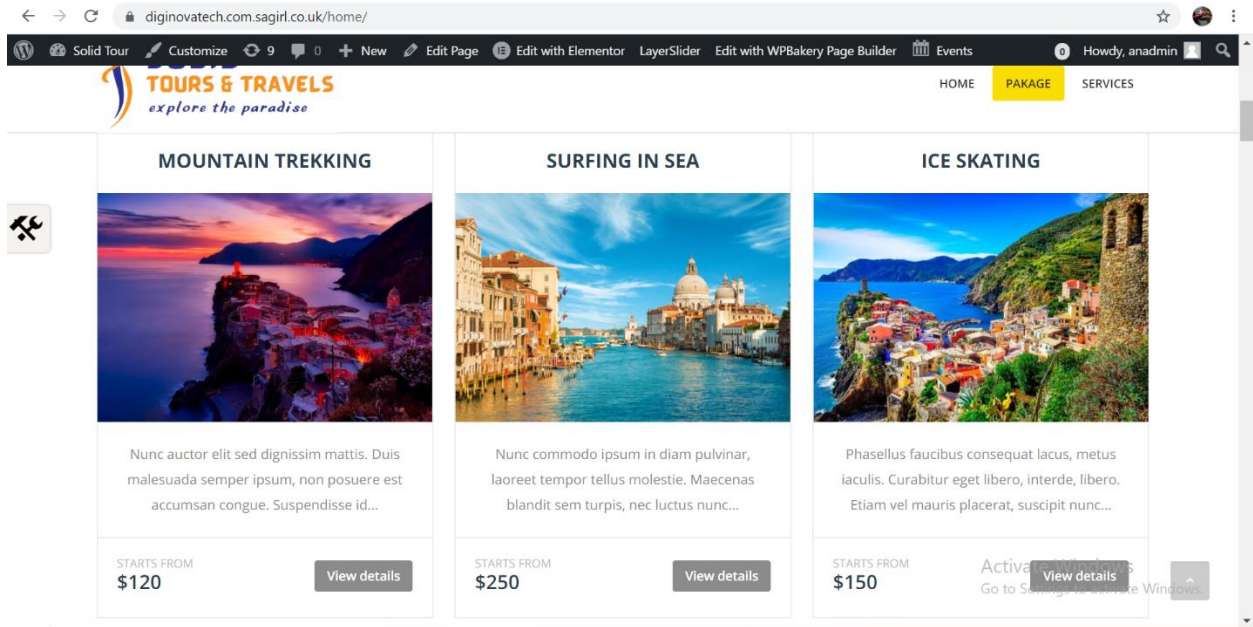 diginovatech.com.sagirl.co.uk/home/
Solid Tour Customize 9 0 New Edit Page Edit with Elementor LayerSlider Edit with WPBakery Page Builder Events 0 Howdy, anadmin
TOURS & TRAVELS
explore the paradise
HOME PAKAGE SERVICES
MOUNTAIN TREKKING
SURFING IN SEA
ICE SKATING
Nunc auctor elit sed dignissim mattis. Duis
malesuada semper ipsum, non posuere est
accumsan congue. Suspendisse id...
Nunc commodo ipsum in diam pulvinar,
laoreet tempor tellus molestie. Maecenas
blandit sem turpis, nec luctus nunc...
Phasellus faucibus consequat lacus, metus
iaculis. Curabitur eget libero, interde, libero.
Etiam vel mauris placerat, suscipit nunc...
STARTS FROM
$120
View details
STARTS FROM
$250
View details
STARTS FROM
$150
View details
Activate Windows
Go to Settings to activate Windows.